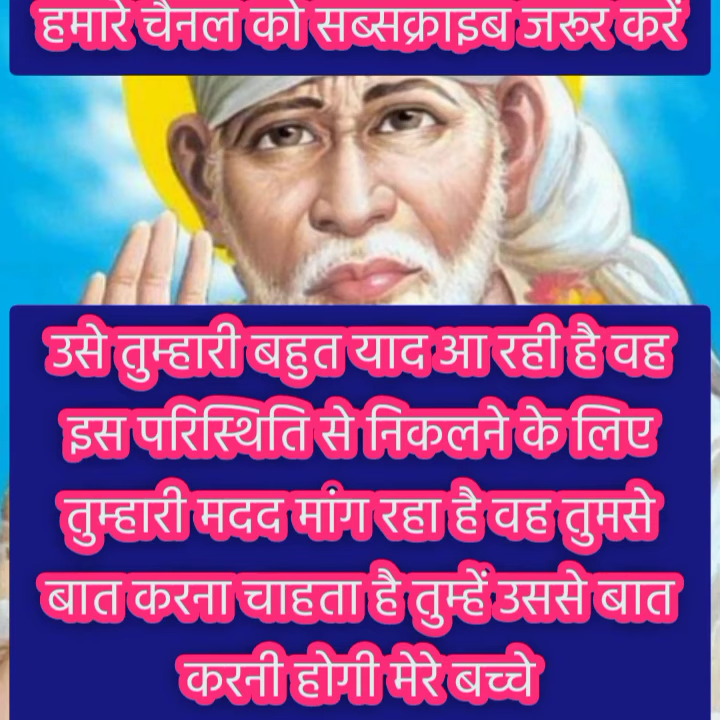 हमारे चैनल को सब्सक्राइब जरूर करें
उसे तुम्हारी बहुत याद आ रही है वह
इस परिस्थिति से निकलने के लिए
तुम्हारी मदद मांग रहा है वह तुमसे
बात करना चाहता है तुम्हें उससे बात
करनी होगी मेरे बच्चे